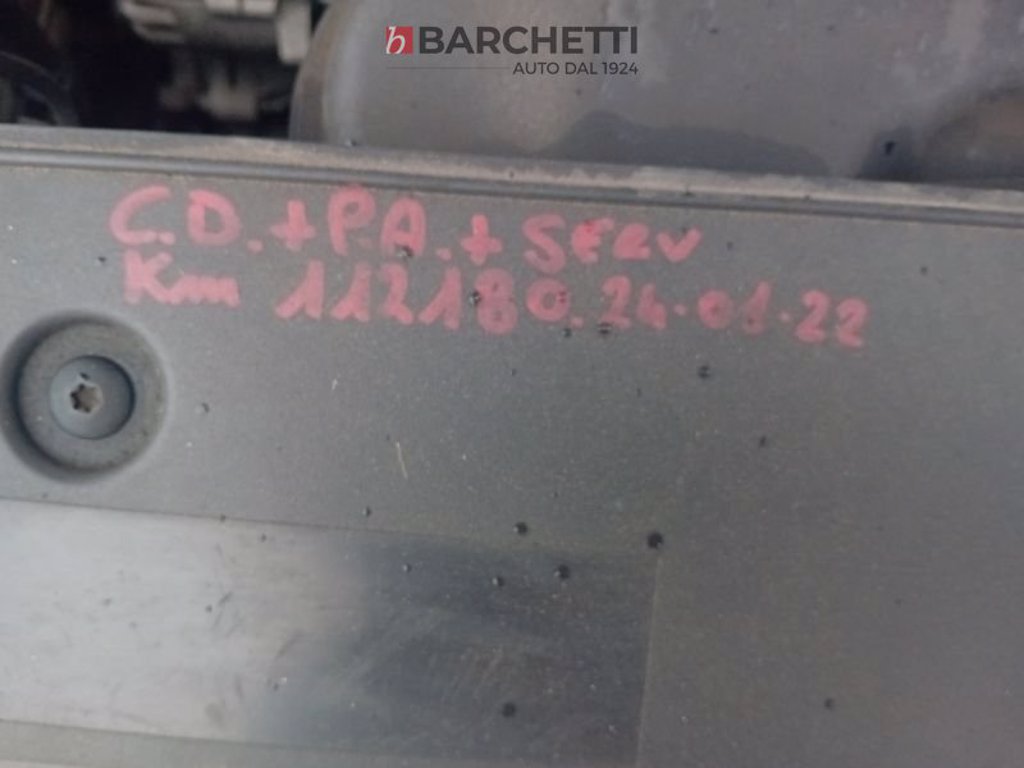 BARCHETTI
AUTO DAL 1924
C.D.+P.A.+SERV
Km 112180.24.01.22